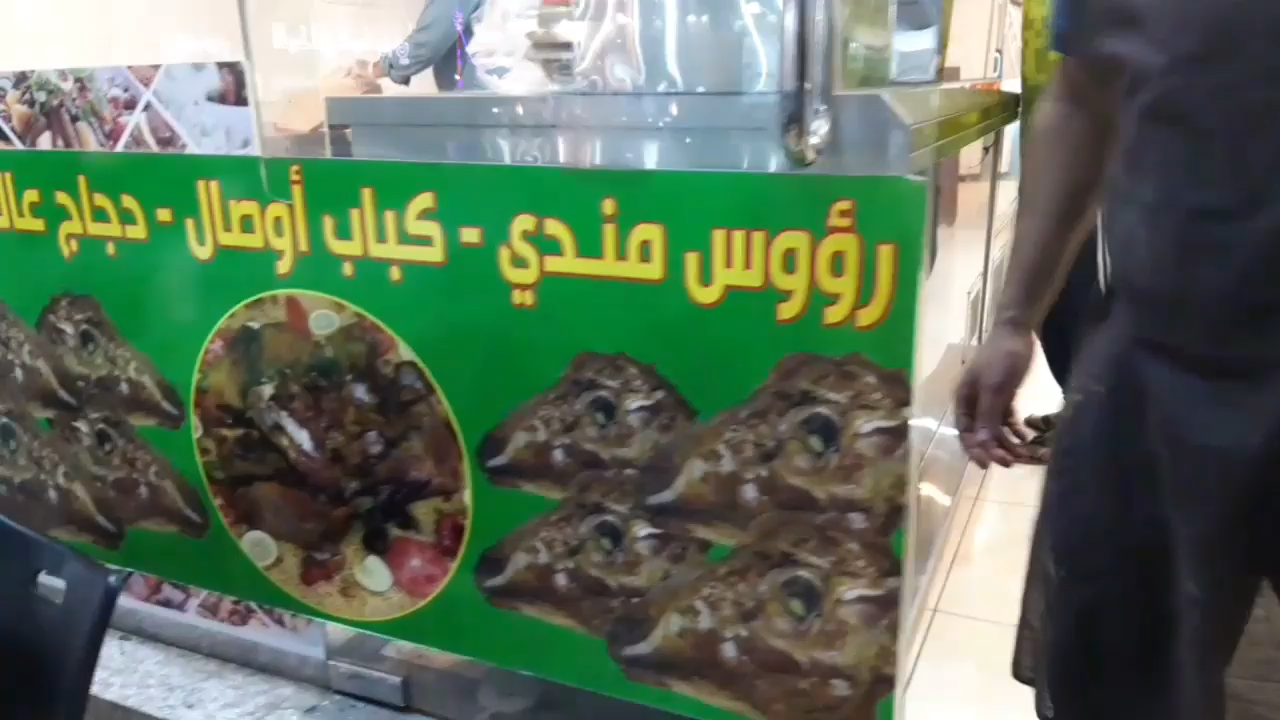 رؤوس مندي - كباب أوصال - دجاج